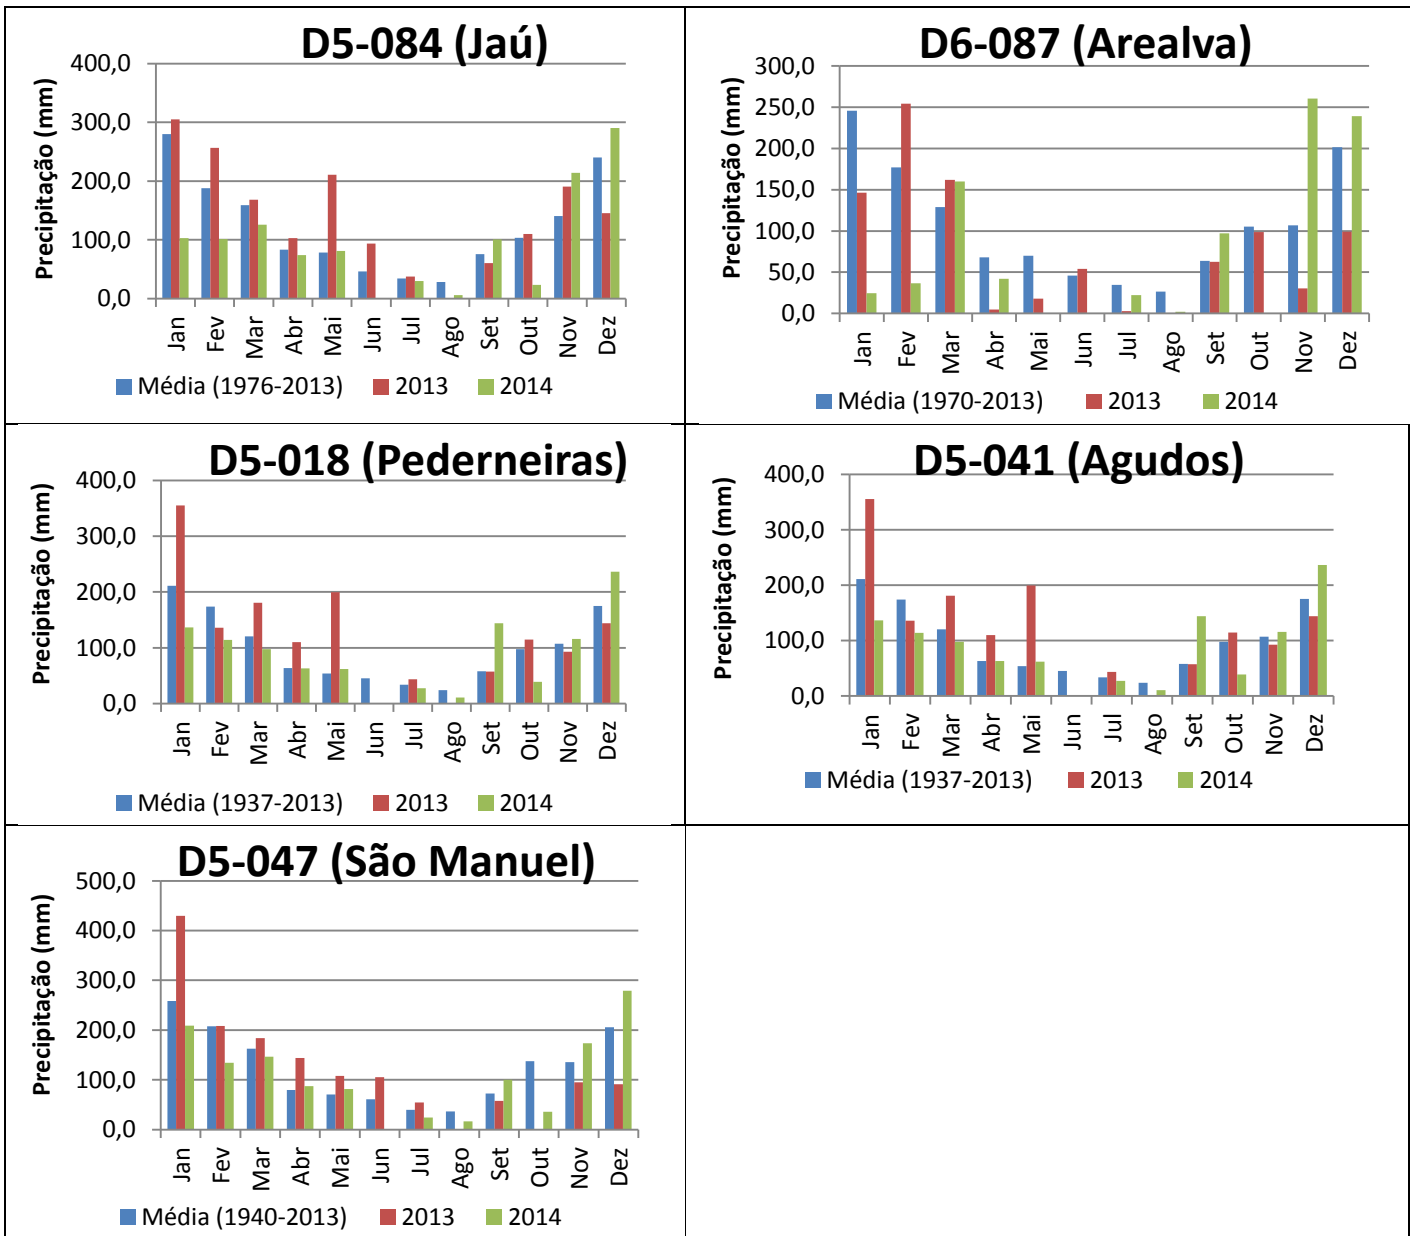 D5-084 (Jaú)
Precipitação (mm)
400,0
300,0
200,0
100,0
0,0
Jan Fev Mar Abr Mai Jun Jul Ago Set Out Nov Dez
Média (1976-2013) 2013 2014
D6-087 (Arealva)
Precipitação (mm)
300,0
250,0
200,0
150,0
100,0
50,0
0,0
Jan Fev Mar Abr Mai Jun Jul Ago Set Out Nov Dez
Média (1970-2013) 2013 2014
D5-018 (Pederneiras)
Precipitação (mm)
400,0
300,0
200,0
100,0
0,0
Jan Fev Mar Abr Mai Jun Jul Ago Set Out Nov Dez
Média (1937-2013) 2013 2014
D5-041 (Agudos)
Precipitação (mm)
400,0
300,0
200,0
100,0
0,0
Jan Fev Mar Abr Mai Jun Jul Ago Set Out Nov Dez
Média (1937-2013) 2013 2014
D5-047 (São Manuel)
Precipitação (mm)
500,0
400,0
300,0
200,0
100,0
0,0
Jan Fev Mar Abr Mai Jun Jul Ago Set Out Nov Dez
Média (1940-2013) 2013 2014